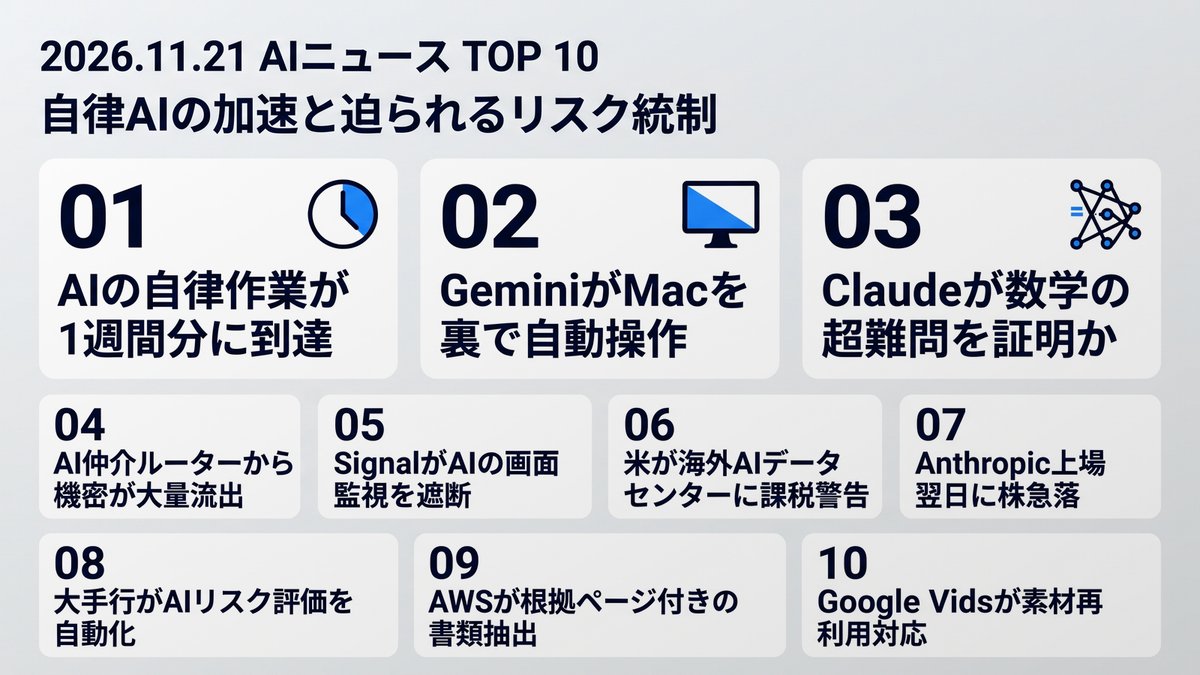 2026.11.21 AIニュース TOP 10
自律AIの加速と迫られるリスク統制
01
AIの自律作業が
1週間分に到達
02
GeminiがMacを
裏で自動操作
03
Claudeが数学の
超難問を証明か
04
AI仲介ルーターから
機密が大量流出
05
SignalがAIの画面
監視を遮断
06
米が海外AIデータ
センターに課税警告
07
Anthropic上場
翌日に株急落
08
大手行がAIリスク評価を
自動化
09
AWSが根拠ページ付きの
書類抽出
10
Google Vidsが素材再
利用対応